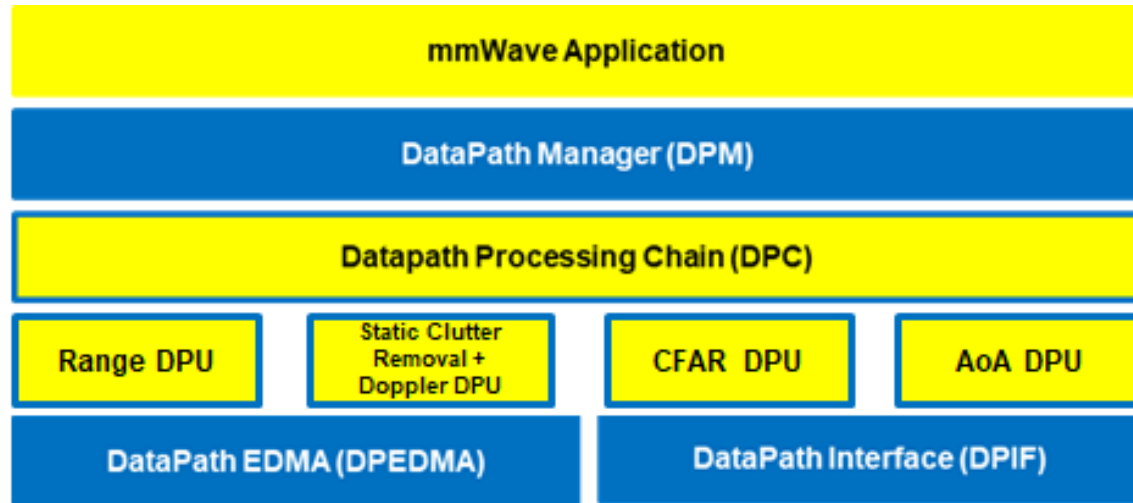 mmWave Application
DataPath Manager (DPM)
Datapath Processing Chain (DPC)
Range DPU
Static Clutter
Removal +
Doppler DPU
CFAR DPU
AoA DPU
DataPath EDMA (DPEDMA)
DataPath Interface (DPIF)